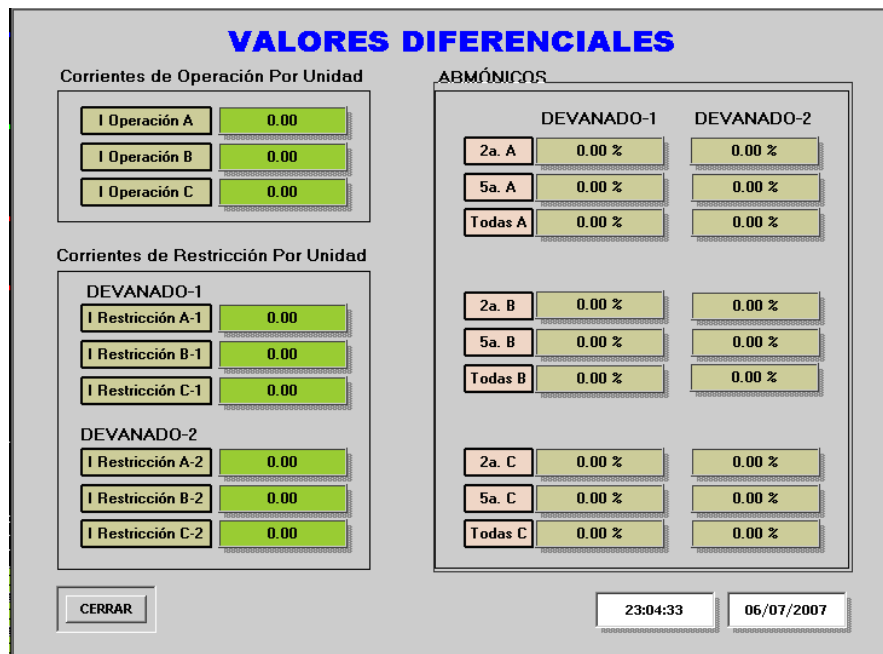 VALORES DIFERENCIALES
Corrientes de Operación Por Unidad
I Operación A 0.00
I Operación B 0.00
I Operación C 0.00
Corrientes de Restricción Por Unidad
DEVANADO-1
I Restricción A-1 0.00
I Restricción B-1 0.00
I Restricción C-1 0.00
DEVANADO-2
I Restricción A-2 0.00
I Restricción B-2 0.00
I Restricción C-2 0.00
ARMÓNICOS
DEVANADO-1 DEVANADO-2
2a. A 0.00 % 0.00 %
5a. A 0.00 % 0.00 %
Todas A 0.00 % 0.00 %
2a. B 0.00 % 0.00 %
5a. B 0.00 % 0.00 %
Todas B 0.00 % 0.00 %
2a. C 0.00 % 0.00 %
5a. C 0.00 % 0.00 %
Todas C 0.00 % 0.00 %
CERRAR
23:04:33 06/07/2007